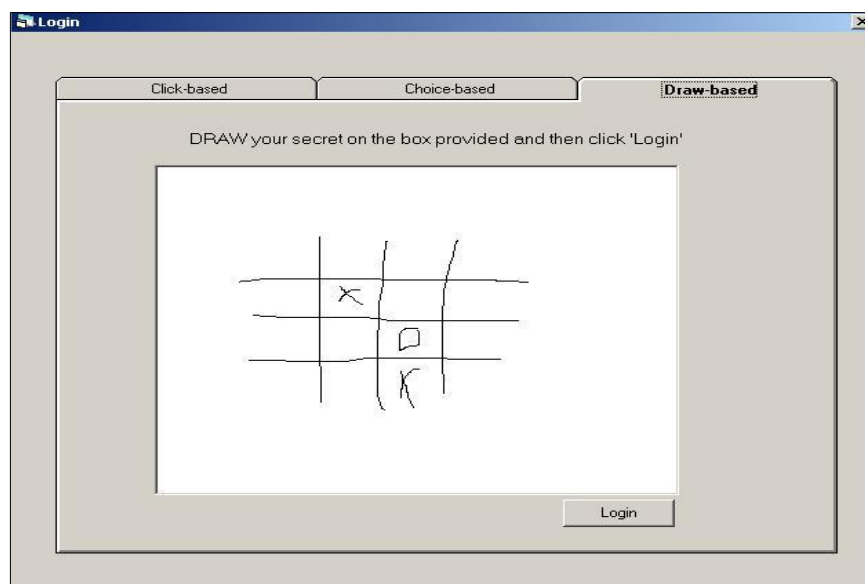 Login
Click-based Choice-based Draw-based
DRAW your secret on the box provided and then click 'Login'
X
K
Login